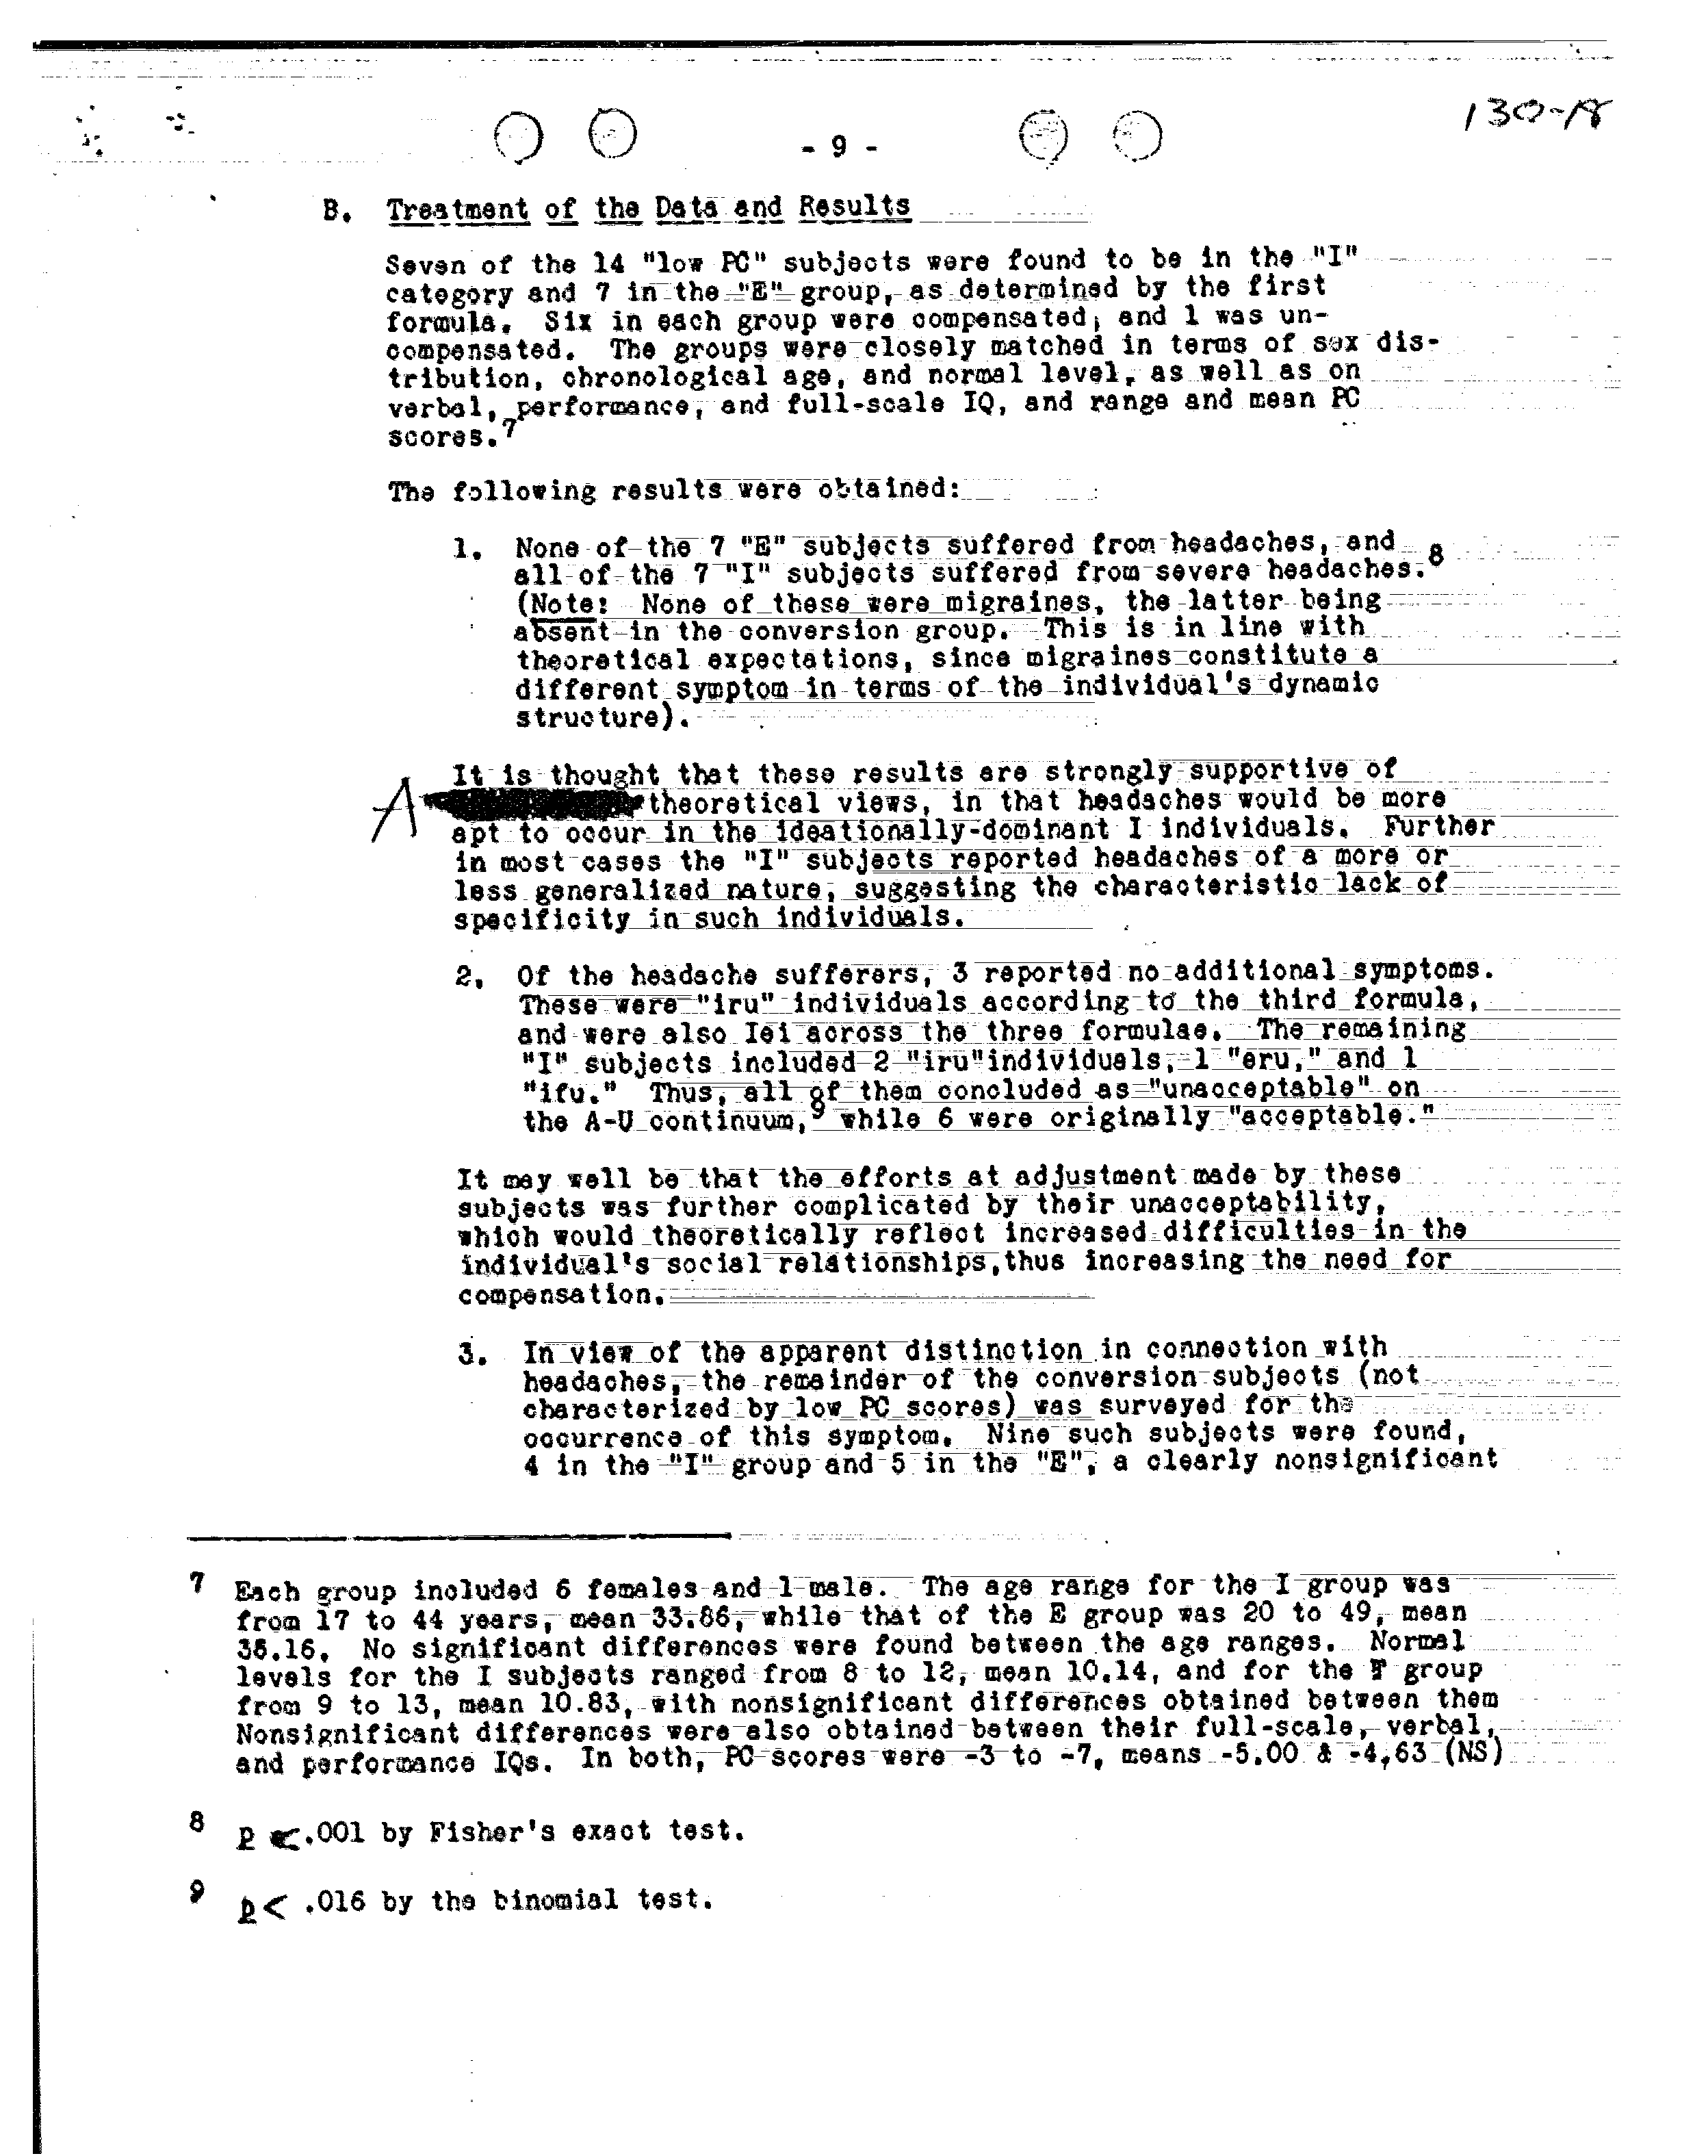 130-18
- 9 -
B. Treatment of the Data and Results
Seven of the 14 "low PC" subjects were found to be in the "I"
category and 7 in the "E" group, as determined by the first
formula. Six in each group were compensated, and 1 was un-
compensated. The groups were closely matched in terms of sex dis-
tribution, chronological age, and normal level, as well as on
verbal, performance, and full-scale IQ, and range and mean PC
scores.7
The following results were obtained:
1. None of the 7 "E" subjects suffered from headaches, and
all of the 7 "I" subjects suffered from severe headaches.8
(Note: None of these were migraines, the latter being
absent in the conversion group. This is in line with
theoretical expectations, since migraines constitute a
different symptom in terms of the individual's dynamic
structure).
It is thought that these results are strongly supportive of
A theoretical views, in that headaches would be more
apt to occur in the ideationally-dominant I individuals. Further
in most cases the "I" subjects reported headaches of a more or
less generalized nature, suggesting the characteristic lack of
specificity in such individuals.
2. Of the headache sufferers, 3 reported no additional symptoms.
These were "iru" individuals according to the third formula,
and were also Iei across the three formulae. The remaining
"I" subjects included 2 "iru"individuals, 1 "eru," and 1
"ifu." Thus, all of them concluded as "unacceptable" on
the A-U continuum,9 while 6 were originally "acceptable."
It may well be that the efforts at adjustment made by these
subjects was further complicated by their unacceptability,
which would theoretically reflect increased difficulties in the
individual's social relationships,thus increasing the need for
compensation.
3. In view of the apparent distinction in connection with
headaches, the remainder of the conversion subjects (not
characterized by low PC scores) was surveyed for the
occurrence of this symptom. Nine such subjects were found,
4 in the "I" group and 5 in the "E", a clearly nonsignificant
7 Each group included 6 females and 1 male. The age range for the I group was
from 17 to 44 years, mean 33.86, while that of the E group was 20 to 49, mean
35.16. No significant differences were found between the age ranges. Normal
levels for the I subjects ranged from 8 to 12, mean 10.14, and for the group
from 9 to 13, mean 10.83, with nonsignificant differences obtained between them
Nonsignificant differences were also obtained between their full-scale, verbal,
and performance IQs. In both, PC scores were -3 to -7, means -5.00 & -4.63 (NS)
8 p <.001 by Fisher's exact test.
9 p< .016 by the binomial test.